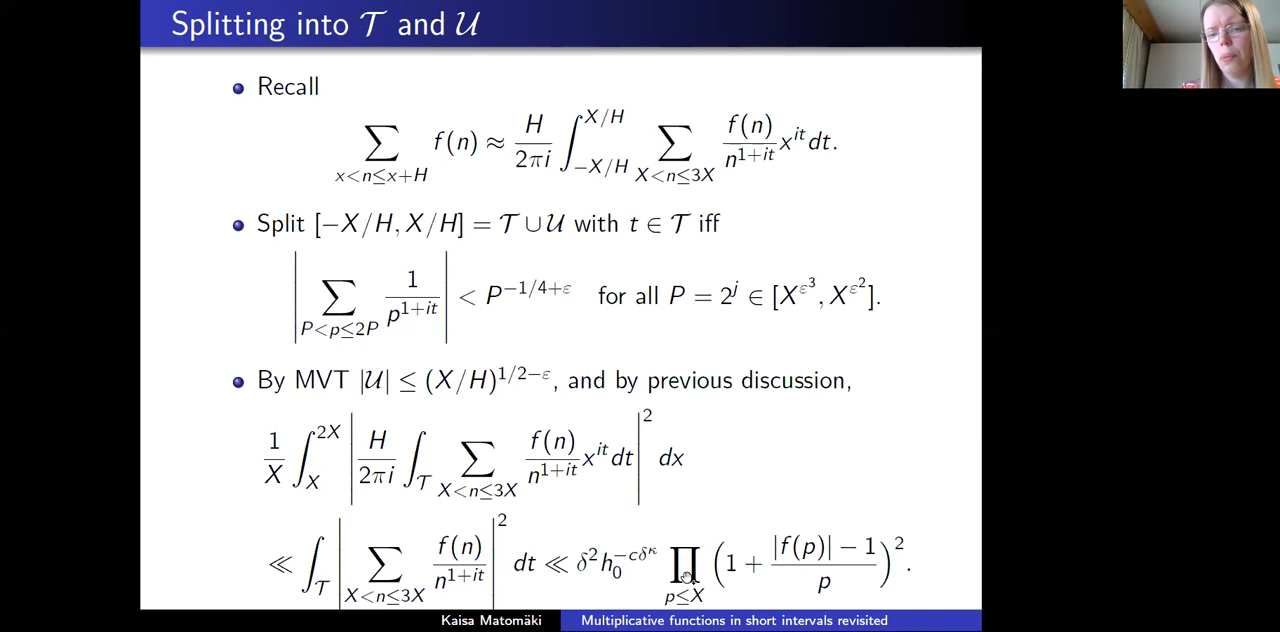 Splitting into 𝒯 and 𝒰
Recall
∑_{x<n≤x+H} f(n) ≈ H/2πi ∫_{−X/H}^{X/H} ∑_{X<n≤3X} f(n)/n^{1+it} x^{it} dt.
Split [−X/H, X/H] = 𝒯 ∪ 𝒰 with t ∈ 𝒯 iff
|∑_{P<p≤2P} 1/p^{1+it}| < P^{−1/4+ε} for all P = 2^j ∈ [X^{ε^3}, X^{ε^2}].
By MVT |𝒰| ≤ (X/H)^{1/2−ε}, and by previous discussion,
1/X ∫_X^{2X} |H/2πi ∫_𝒯 ∑_{X<n≤3X} f(n)/n^{1+it} x^{it} dt|^2 dx
≪ ∫_𝒯 |∑_{X<n≤3X} f(n)/n^{1+it}|^2 dt ≪ δ^2 h_0^{−cδ^κ} ∏_{p≤X} (1 + (|f(p)| − 1)/p)^2.
Kaisa Matomäki Multiplicative functions in short intervals revisited